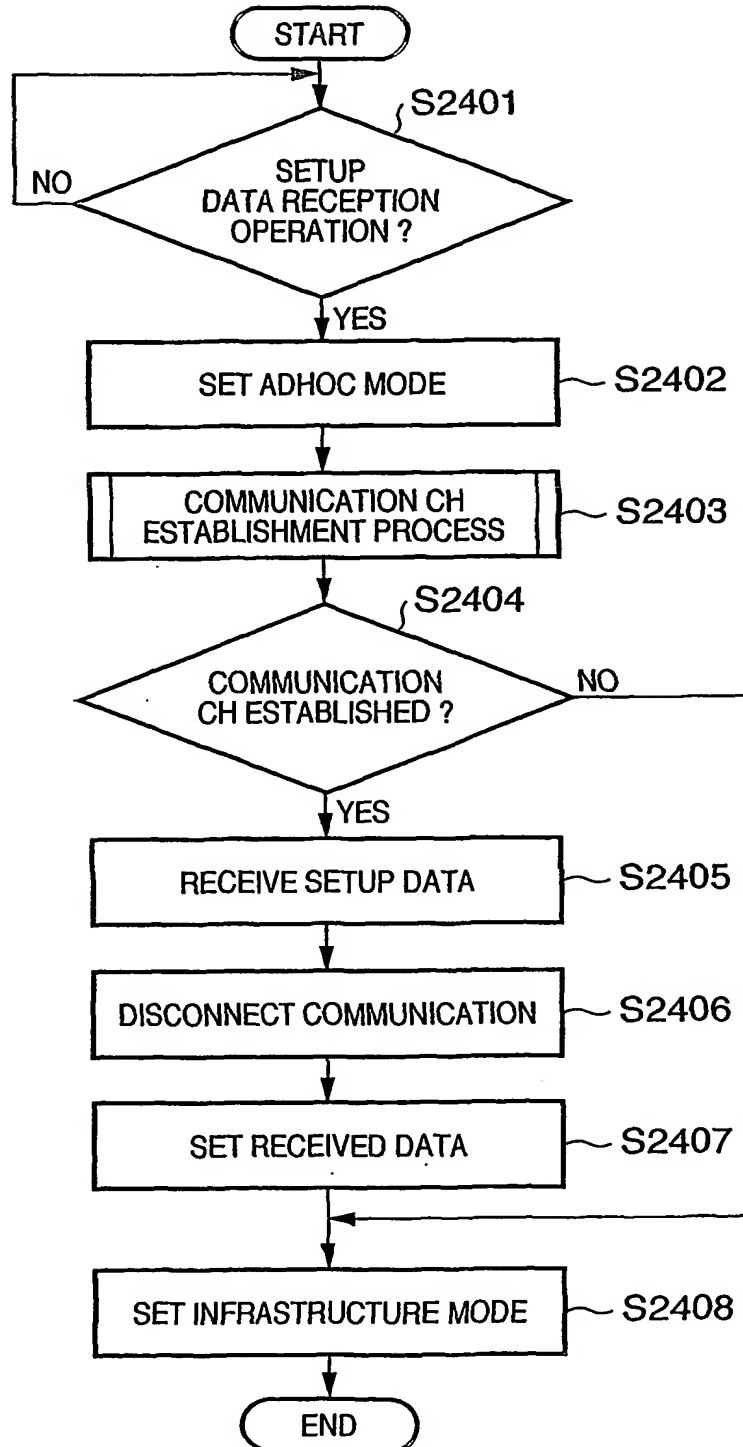 START
S2401
SETUP
DATA RECEPTION
OPERATION ?
NO
YES
SET ADHOC MODE
S2402
COMMUNICATION CH
ESTABLISHMENT PROCESS
S2403
S2404
COMMUNICATION
CH ESTABLISHED ?
NO
YES
RECEIVE SETUP DATA
S2405
DISCONNECT COMMUNICATION
S2406
SET RECEIVED DATA
S2407
SET INFRASTRUCTURE MODE
S2408
END